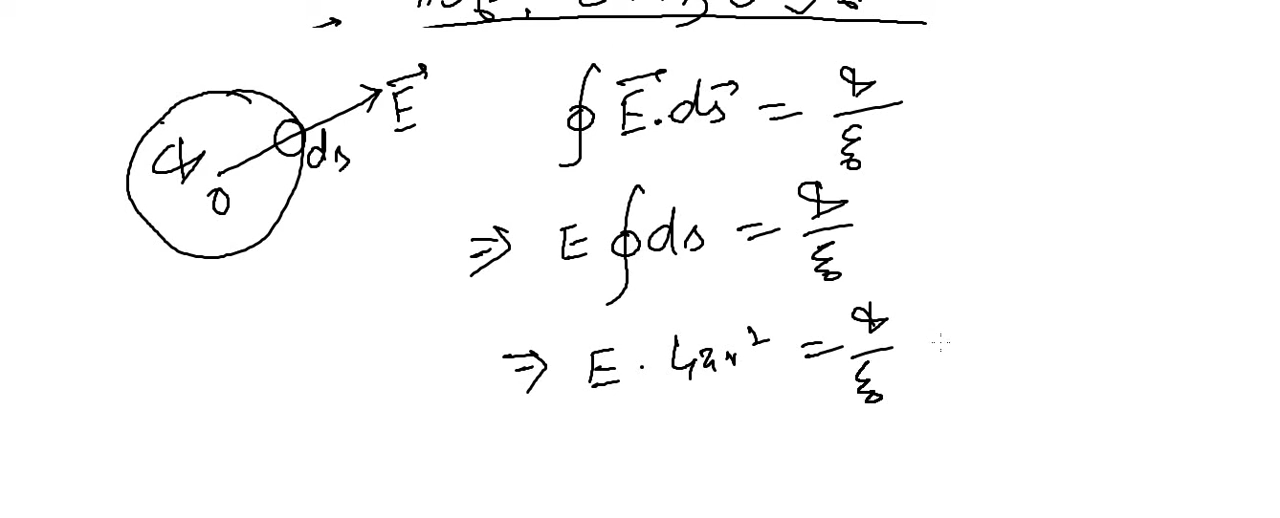 E⃗
q
ds
O
∮ E⃗.ds⃗ = q/ε₀
⇒ E ∮ ds = q/ε₀
⇒ E . 4πr² = q/ε₀